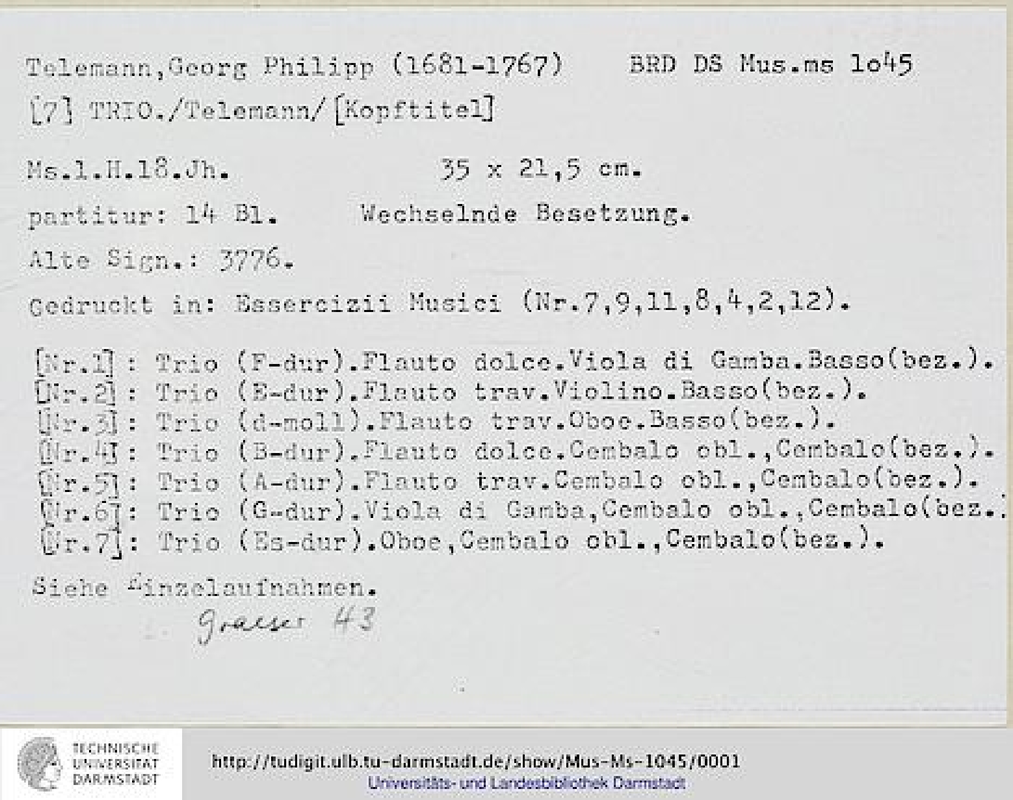 Telemann,Georg Philipp (1681-1767) BRD DS Mus.ms 1o45
[7] TRIO./Telemann/[Kopftitel]
Ms.1.H.18.Jh. 35 x 21,5 cm.
partitur: 14 Bl. Wechselnde Besetzung.
Alte Sign.: 3776.
Gedruckt in: Essercizii Musici (Nr.7,9,11,8,4,2,12).
[Nr.1]: Trio (F-dur).Flauto dolce.Viola di Gamba.Basso(bez.).
[Nr.2]: Trio (E-dur).Flauto trav.Violino.Basso(bez.).
[Nr.3]: Trio (d-moll).Flauto trav.Oboe.Basso(bez.).
[Nr.4]: Trio (B-dur).Flauto dolce.Cembalo obl.,Cembalo(bez.).
[Nr.5]: Trio (A-dur).Flauto trav.Cembalo obl.,Cembalo(bez.).
[Nr.6]: Trio (G-dur).Viola di Gamba,Cembalo obl.,Cembalo(bez.)
[Nr.7]: Trio (Es-dur).Oboe,Cembalo obl.,Cembalo(bez.).
Siehe Einzelaufnahmen.
Graeser 43
TECHNISCHE
UNIVERSITÄT
DARMSTADT
http://tudigit.ulb.tu-darmstadt.de/show/Mus-Ms-1045/0001
Universitäts- und Landesbibliothek Darmstadt